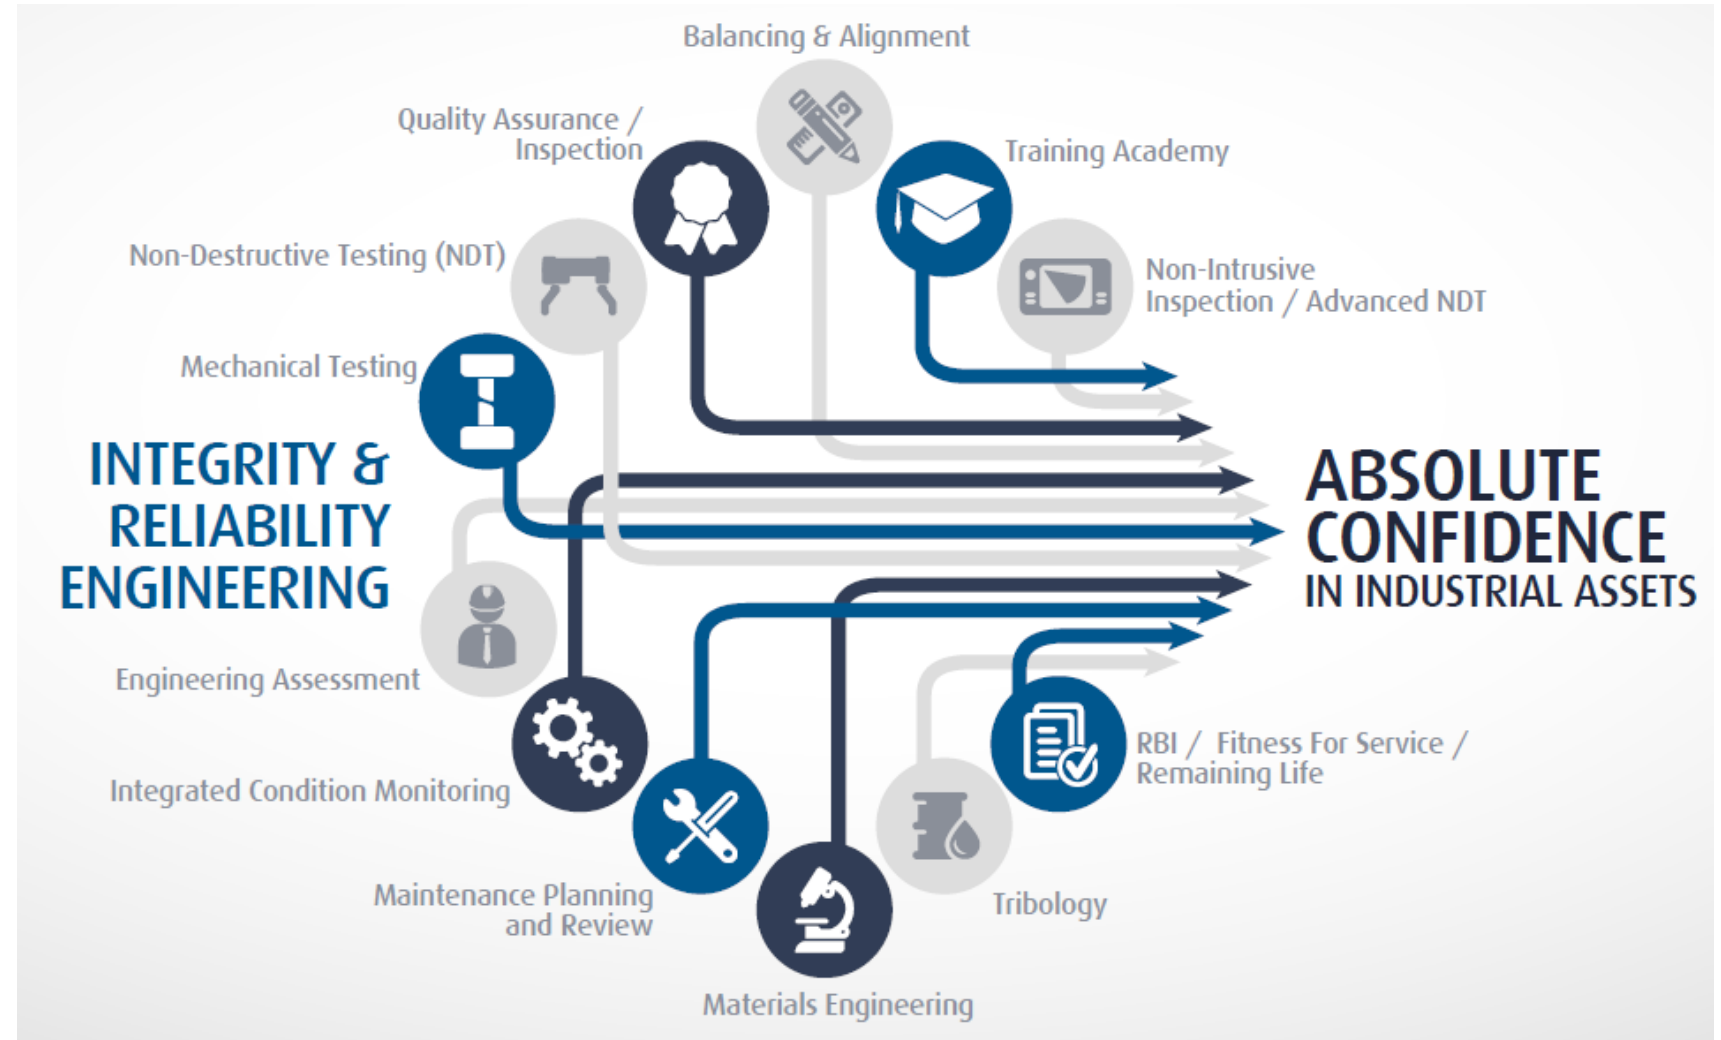 Balancing & Alignment
Quality Assurance /
Inspection
Training Academy
Non-Destructive Testing (NDT)
Non-Intrusive
Inspection / Advanced NDT
Mechanical Testing
INTEGRITY &
RELIABILITY
ENGINEERING
ABSOLUTE
CONFIDENCE
IN INDUSTRIAL ASSETS
Engineering Assessment
Integrated Condition Monitoring
RBI / Fitness For Service /
Remaining Life
Maintenance Planning
and Review
Tribology
Materials Engineering